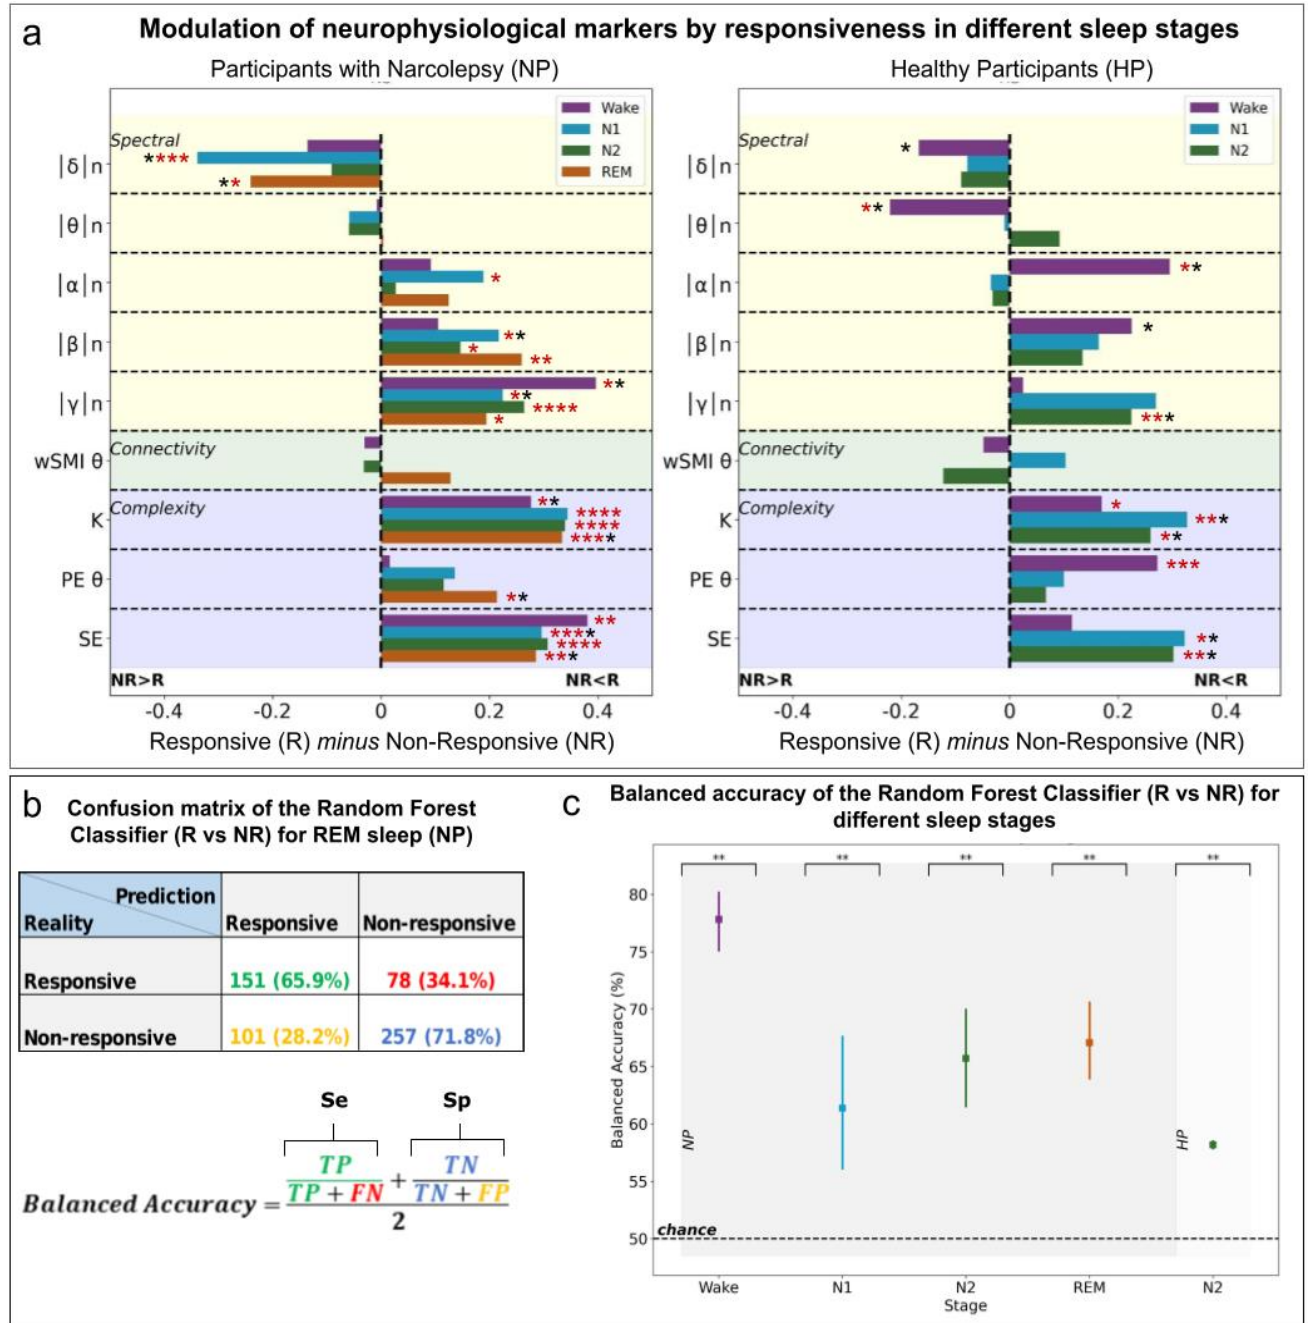 a
Modulation of neurophysiological markers by responsiveness in different sleep stages
Participants with Narcolepsy (NP)
Wake
N1
N2
REM
Spectral
|δ|n
****
**
|θ|n
|α|n
*
|β|n
**
*
**
|γ|n
**
**
****
*
Connectivity
wSMI θ
Complexity
K
**
****
****
****
PE θ
**
SE
**
****
****
***
NR>R
NR<R
-0.4 -0.2 0 0.2 0.4
Responsive (R) minus Non-Responsive (NR)
Healthy Participants (HP)
Wake
N1
N2
Spectral
|δ|n
*
|θ|n
**
|α|n
**
|β|n
*
|γ|n
***
Connectivity
wSMI θ
Complexity
K
*
***
**
PE θ
***
SE
**
***
NR>R
NR<R
-0.4 -0.2 0 0.2 0.4
Responsive (R) minus Non-Responsive (NR)
b
Confusion matrix of the Random Forest
Classifier (R vs NR) for REM sleep (NP)
Prediction
Reality
Responsive
Non-responsive
Responsive
151 (65.9%)
78 (34.1%)
Non-responsive
101 (28.2%)
257 (71.8%)
Se
Sp
Balanced Accuracy =
TP
TP + FN
+
TN
TN + FP
2
c
Balanced accuracy of the Random Forest Classifier (R vs NR) for
different sleep stages
** ** ** ** **
80
75
70
65
60
55
50
Balanced Accuracy (%)
NP
HP
chance
Wake N1 N2 REM N2
Stage